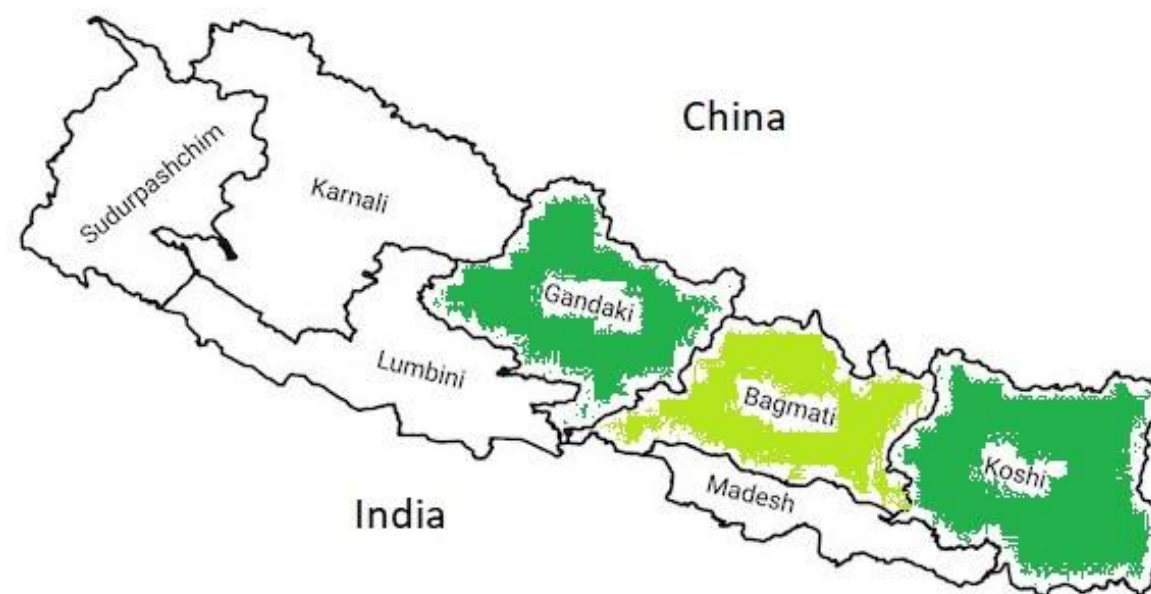 China
Sudurpashchim
Karnali
Gandaki
Lumbini
Bagmati
Koshi
Madesh
India